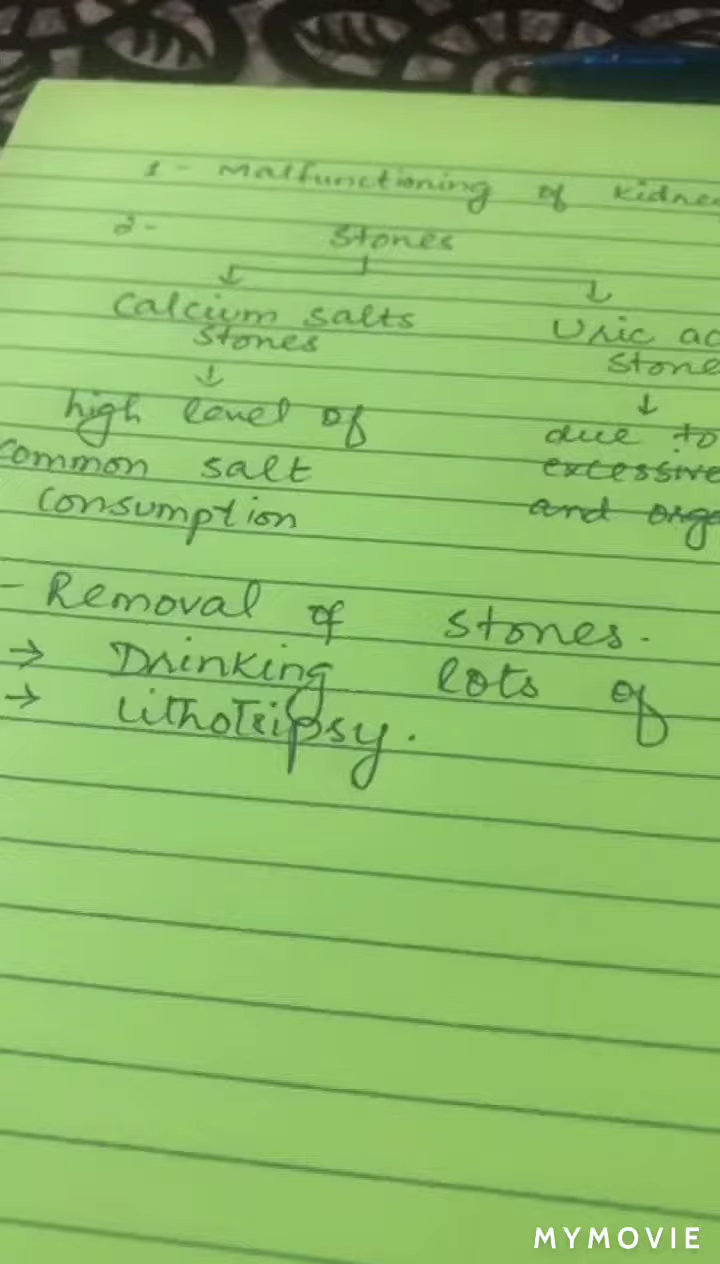 1 - Malfunctioning of kidne
2 - Stones
↓ ↓
Calcium salts Uric ac
Stones Stone
↓ ↓
high level of due to
common salt excessive
consumption and orga
- Removal of stones.
→ Drinking lots of
→ Lithotripsy.
MYMOVIE